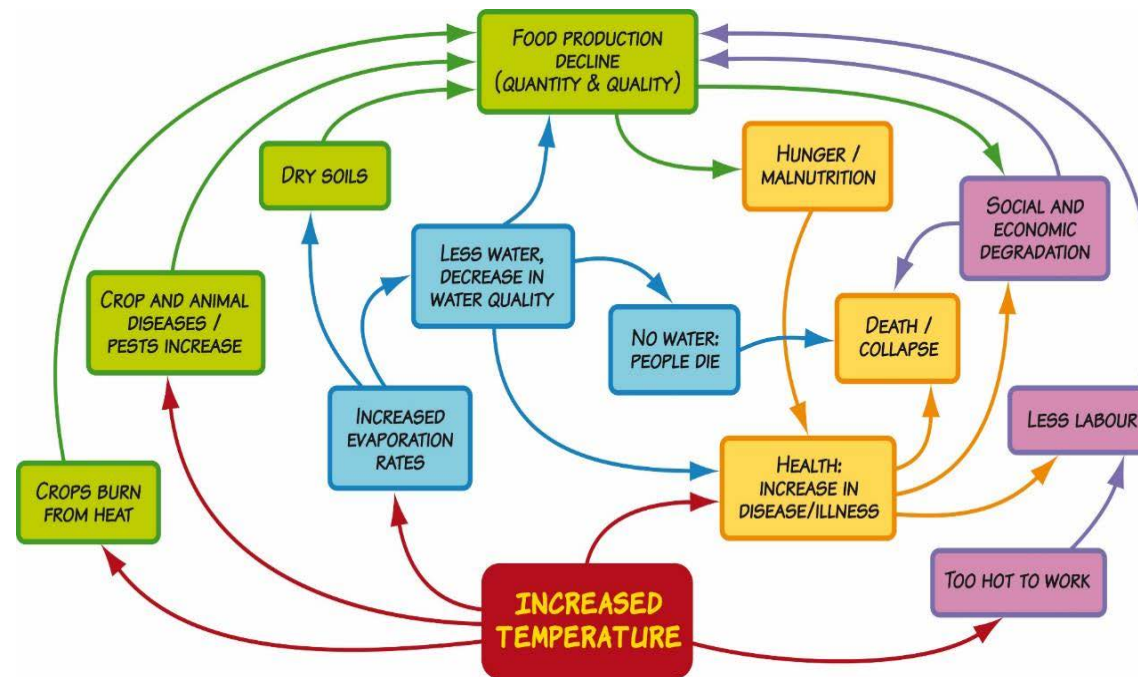 FOOD PRODUCTION
DECLINE
(QUANTITY & QUALITY)
HUNGER /
MALNUTRITION
DRY SOILS
SOCIAL AND
ECONOMIC
DEGRADATION
LESS WATER,
DECREASE IN
WATER QUALITY
CROP AND ANIMAL
DISEASES /
PESTS INCREASE
NO WATER:
PEOPLE DIE
DEATH /
COLLAPSE
INCREASED
EVAPORATION
RATES
LESS LABOUR
HEALTH:
INCREASE IN
DISEASE/ILLNESS
CROPS BURN
FROM HEAT
TOO HOT TO WORK
INCREASED
TEMPERATURE